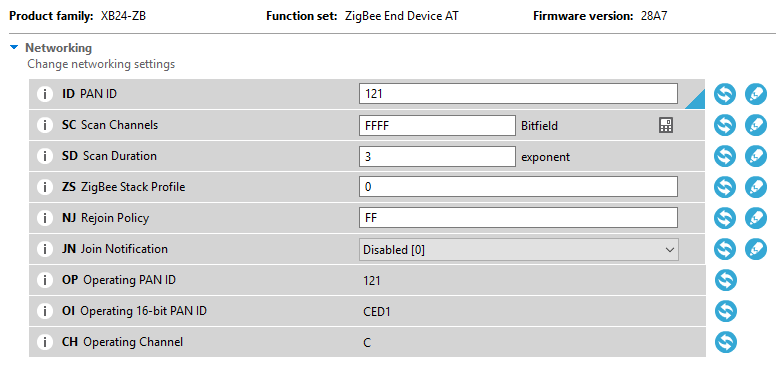 Product family: XB24-ZB Function set: ZigBee End Device AT Firmware version: 28A7
Networking
Change networking settings
i ID PAN ID 121
i SC Scan Channels FFFF Bitfield
i SD Scan Duration 3 exponent
i ZS ZigBee Stack Profile 0
i NJ Rejoin Policy FF
i JN Join Notification Disabled [0]
i OP Operating PAN ID 121
i OI Operating 16-bit PAN ID CED1
i CH Operating Channel C